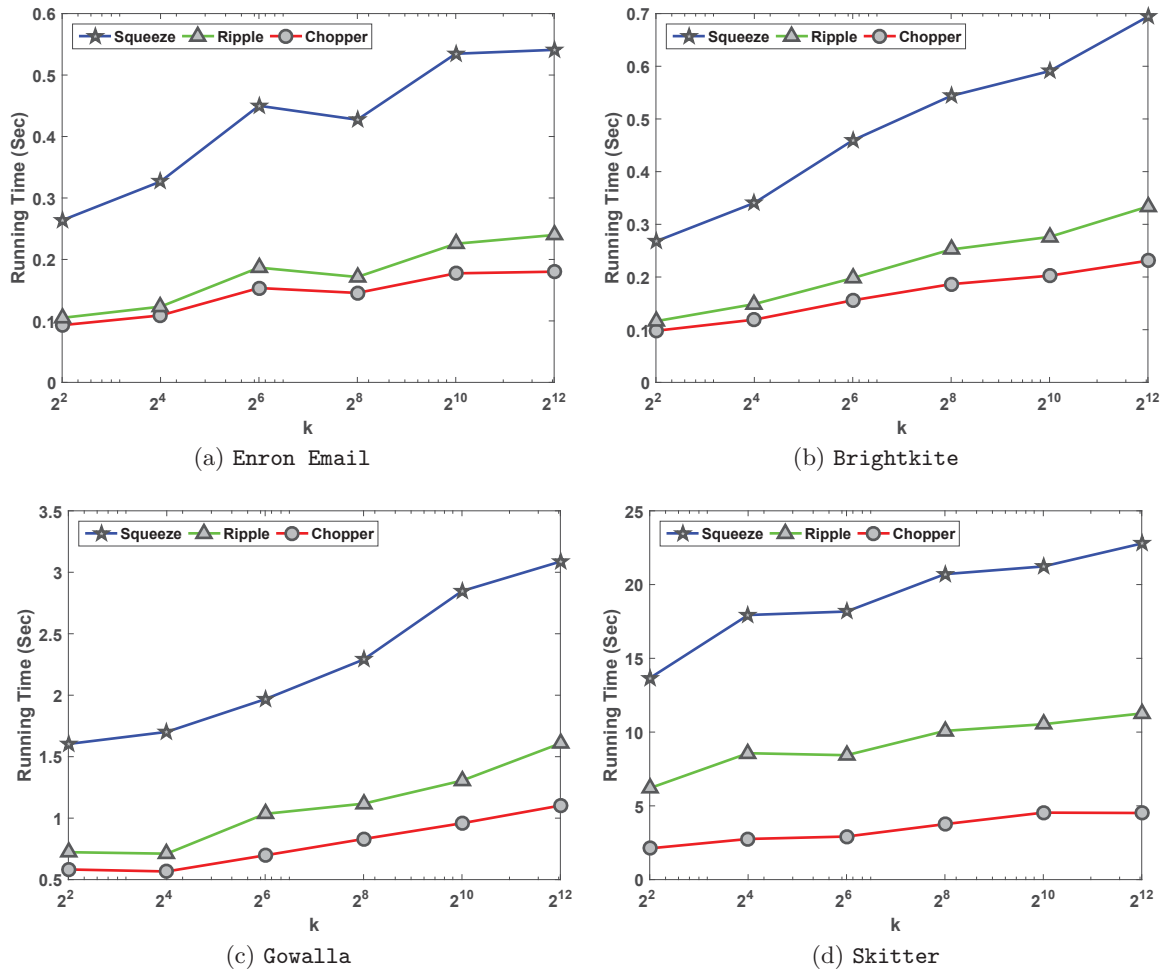 0.6
0.5
0.4
0.3
0.2
0.1
0
Running Time (Sec)
Squeeze Ripple Chopper
2^2 2^4 2^6 2^8 2^10 2^12
k
(a) Enron Email
0.7
0.6
0.5
0.4
0.3
0.2
0.1
0
Running Time (Sec)
Squeeze Ripple Chopper
2^2 2^4 2^6 2^8 2^10 2^12
k
(b) Brightkite
3.5
3
2.5
2
1.5
1
0.5
Running Time (Sec)
Squeeze Ripple Chopper
2^2 2^4 2^6 2^8 2^10 2^12
k
(c) Gowalla
25
20
15
10
5
0
Running Time (Sec)
Squeeze Ripple Chopper
2^2 2^4 2^6 2^8 2^10 2^12
k
(d) Skitter